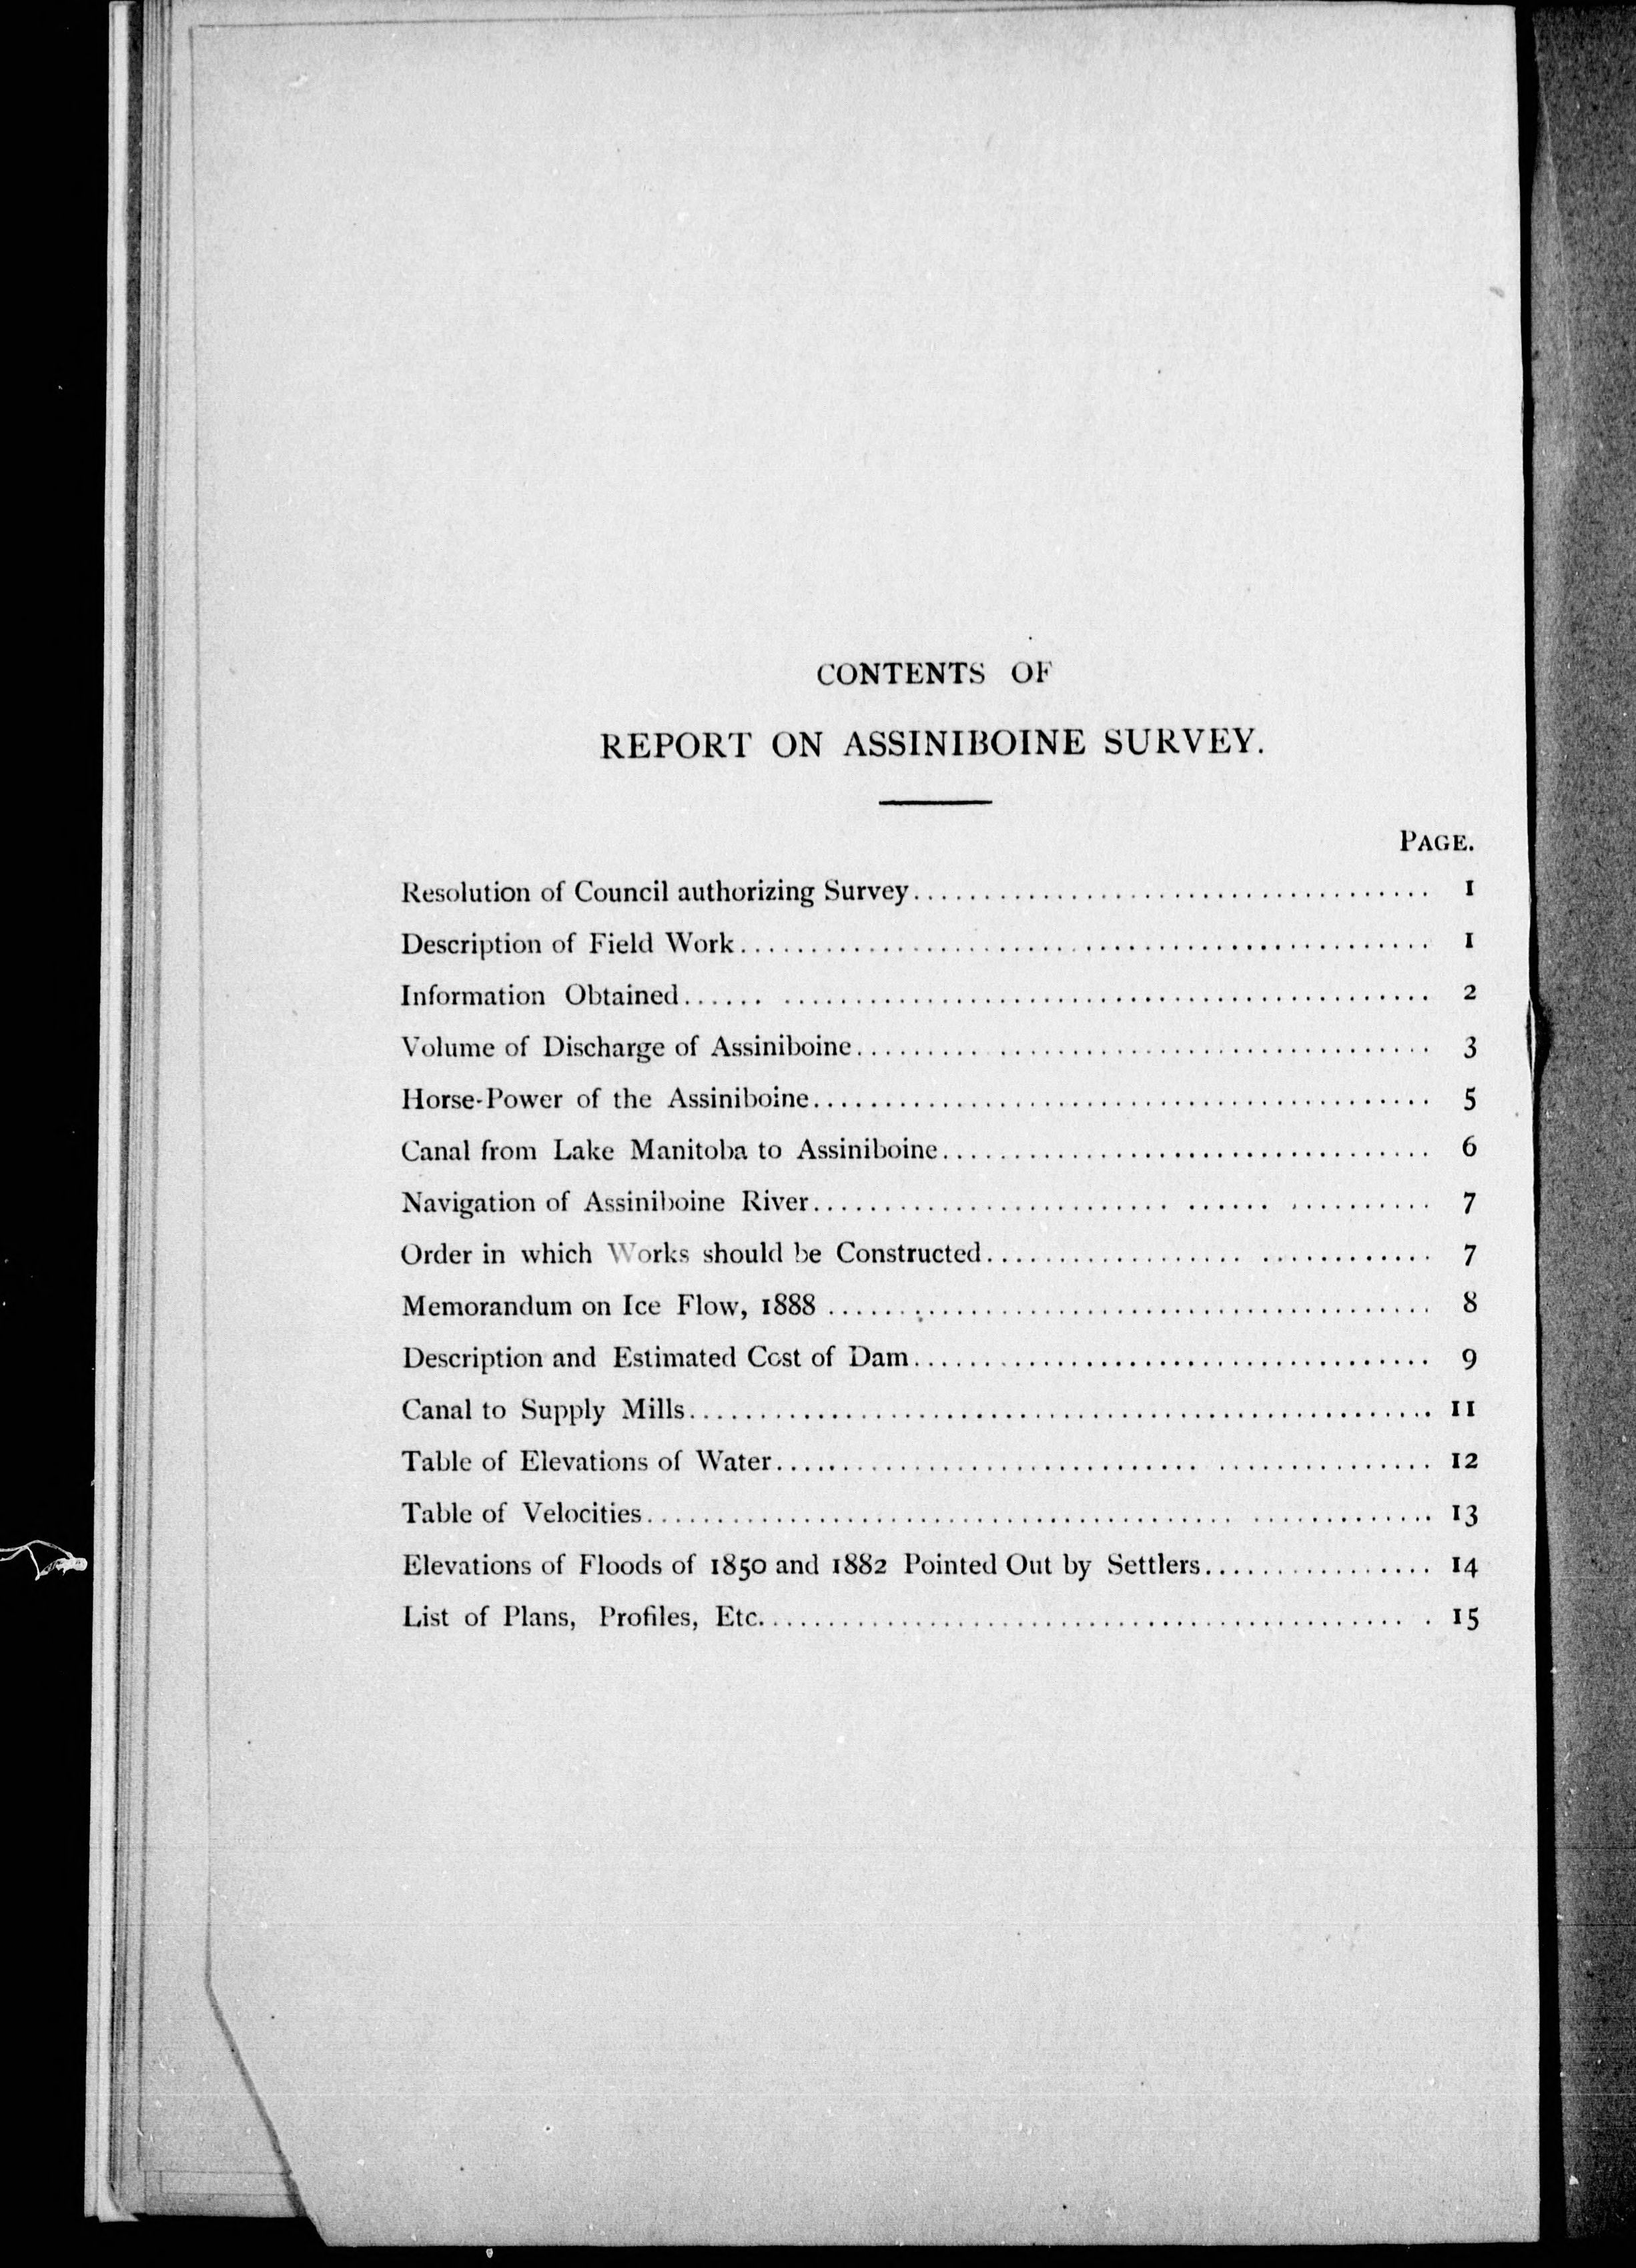 CONTENTS OF
REPORT ON ASSINIBOINE SURVEY.
PAGE.
Resolution of Council authorizing Survey.................................... 1
Description of Field Work................................................ 1
Information Obtained...... ............................................. 2
Volume of Discharge of Assiniboine......... .............................. 3
Horse-Power of the Assiniboine........................................... 5
Canal from Lake Manitoba to Assiniboine.................................. 6
Navigation of Assiniboine River......................... ...... .......... 7
Order in which Works should be Constructed.................. ............ 7
Memorandum on Ice Flow, 1888 .......................................... 8
Description and Estimated Cost of Dam.................................... 9
Canal to Supply Mills.................................................... 11
Table of Elevations of Water.............................. ............... 12
Table of Velocities......................................... ............. 13
Elevations of Floods of 1850 and 1882 Pointed Out by Settlers................ 14
List of Plans, Profiles, Etc.............................................. . 15